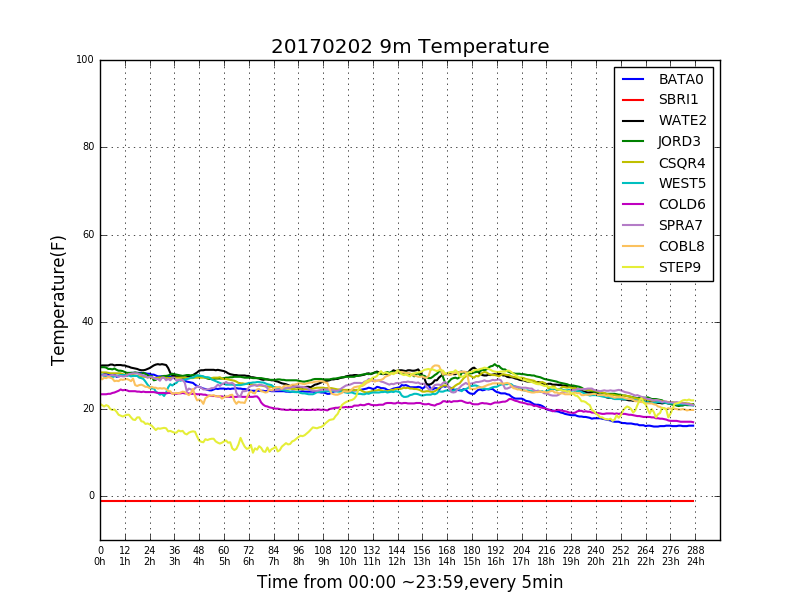 20170202 9m Temperature
100
80
60
40
20
0
Temperature(F)
BATA0
SBRI1
WATE2
JORD3
CSQR4
WEST5
COLD6
SPRA7
COBL8
STEP9
0 12 24 36 48 60 72 84 96 108 120 132 144 156 168 180 192 204 216 228 240 252 264 276 288
0h 1h 2h 3h 4h 5h 6h 7h 8h 9h 10h 11h 12h 13h 14h 15h 16h 17h 18h 19h 20h 21h 22h 23h 24h
Time from 00:00 ~23:59,every 5min